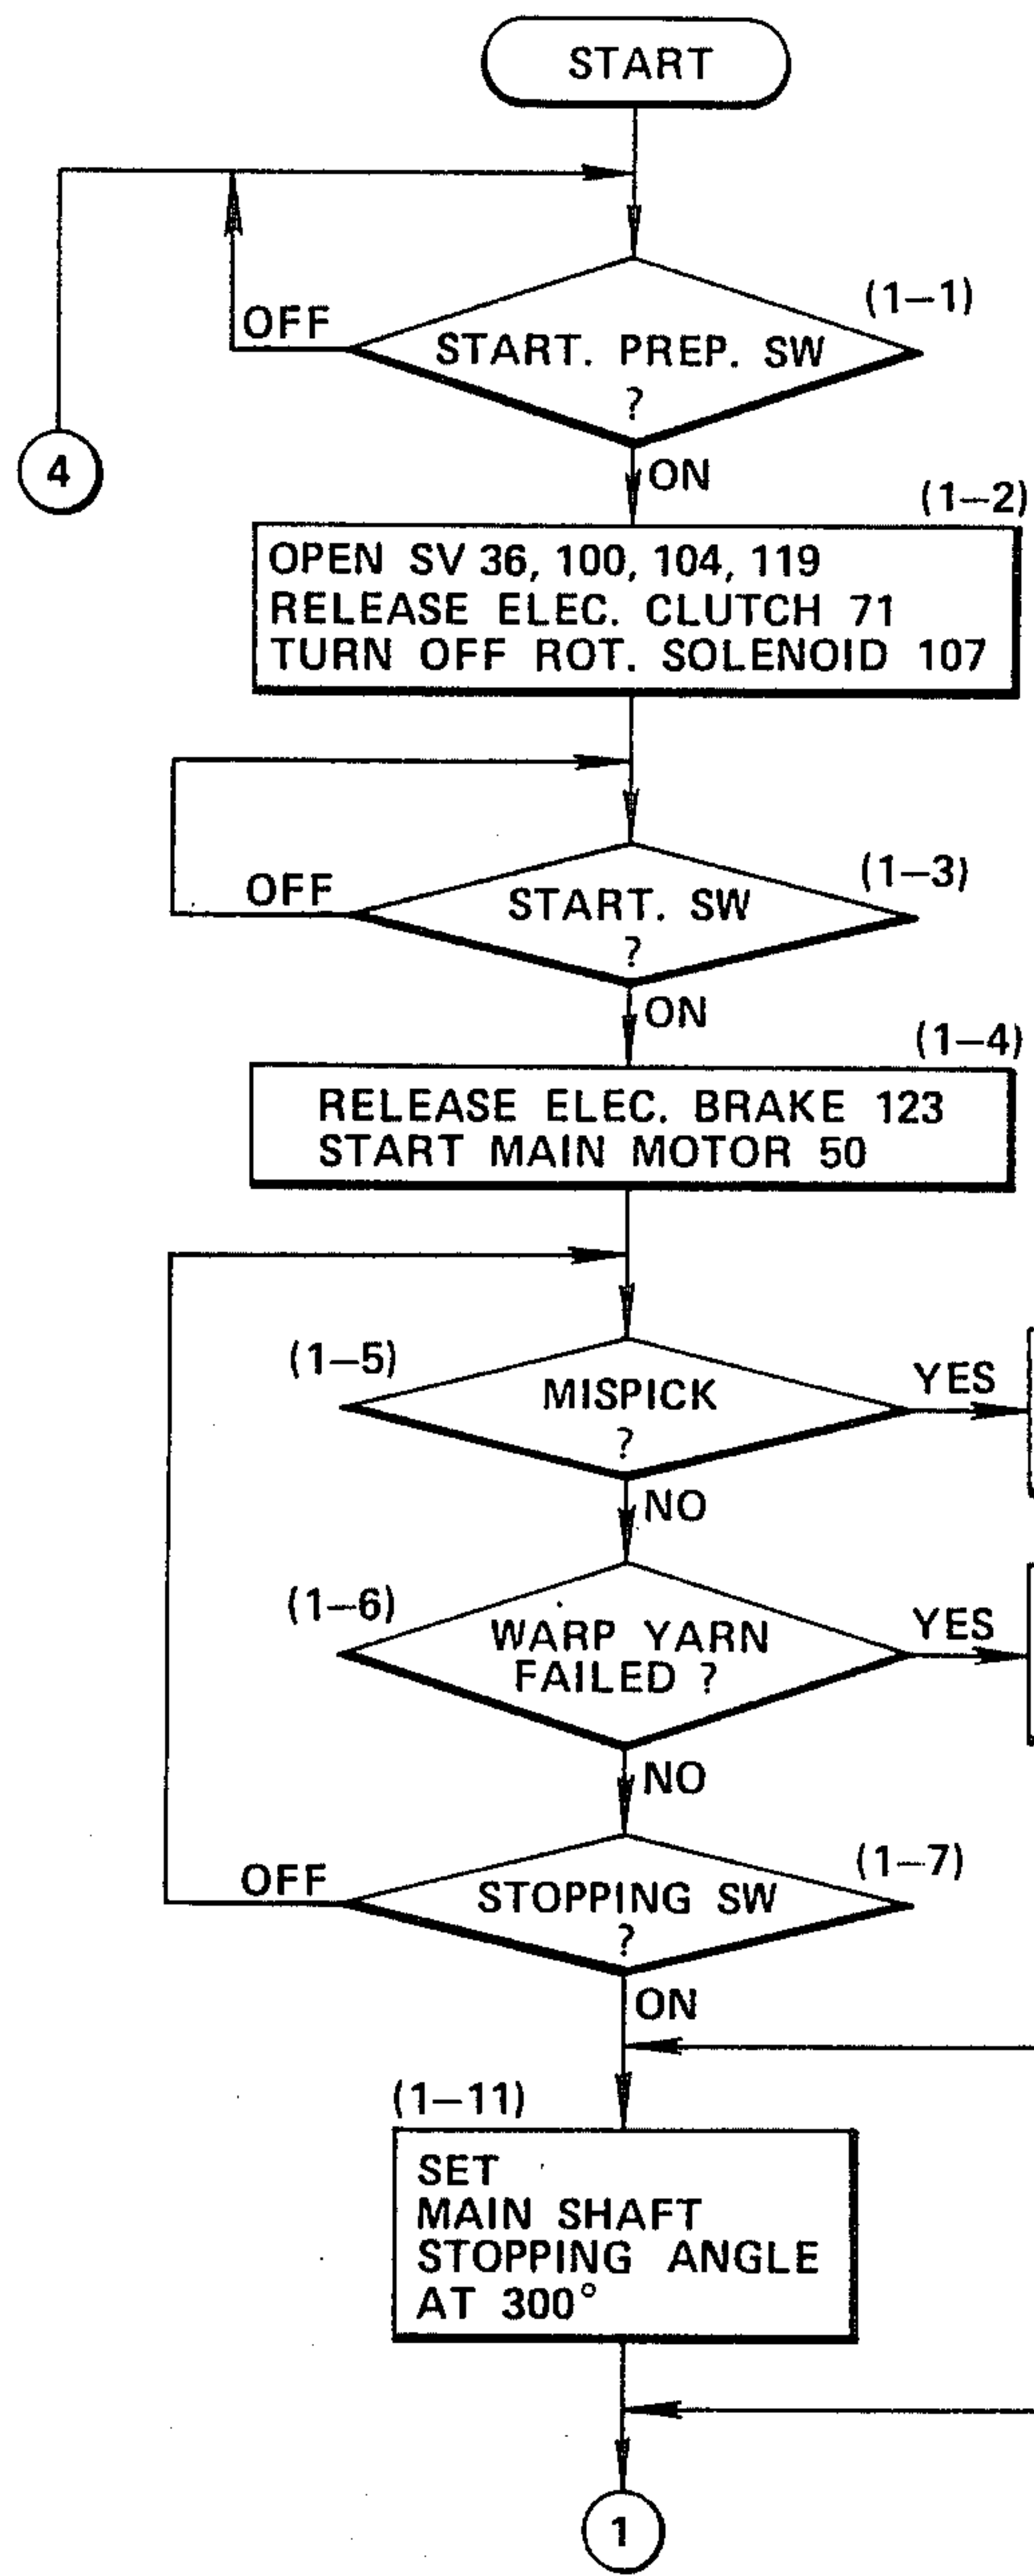 START
(1–1)
OFF
START. PREP. SW
?
4
ON
(1–2)
OPEN SV 36, 100, 104, 119
RELEASE ELEC. CLUTCH 71
TURN OFF ROT. SOLENOID 107
(1–3)
OFF
START. SW
?
ON
(1–4)
RELEASE ELEC. BRAKE 123
START MAIN MOTOR 50
(1–5)
MISPICK
?
YES
NO
(1–6)
WARP YARN
FAILED ?
YES
NO
(1–7)
OFF
STOPPING SW
?
ON
(1–11)
SET
MAIN SHAFT
STOPPING ANGLE
AT 300°
1